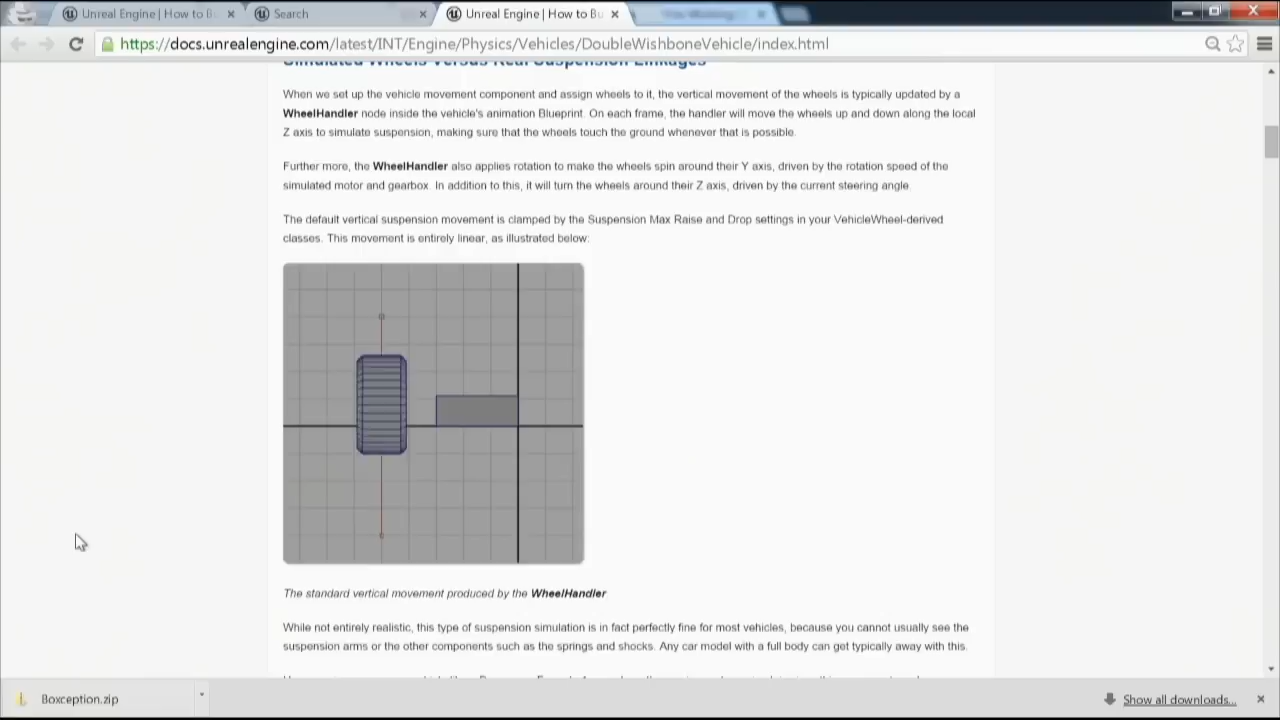 Unreal Engine | How to B
Search
Unreal Engine | How to Bu
https://docs.unrealengine.com/latest/INT/Engine/Physics/Vehicles/DoubleWishboneVehicle/index.html
Simulated Wheels Versus Real Suspension Linkages
When we set up the vehicle movement component and assign wheels to it, the vertical movement of the wheels is typically updated by a
WheelHandler node inside the vehicle's animation Blueprint. On each frame, the handler will move the wheels up and down along the local
Z axis to simulate suspension, making sure that the wheels touch the ground whenever that is possible.
Further more, the WheelHandler also applies rotation to make the wheels spin around their Y axis, driven by the rotation speed of the
simulated motor and gearbox. In addition to this, it will turn the wheels around their Z axis, driven by the current steering angle.
The default vertical suspension movement is clamped by the Suspension Max Raise and Drop settings in your VehicleWheel-derived
classes. This movement is entirely linear, as illustrated below:
The standard vertical movement produced by the WheelHandler
While not entirely realistic, this type of suspension simulation is in fact perfectly fine for most vehicles, because you cannot usually see the
suspension arms or the other components such as the springs and shocks. Any car model with a full body can get typically away with this.
Boxception.zip
Show all downloads...